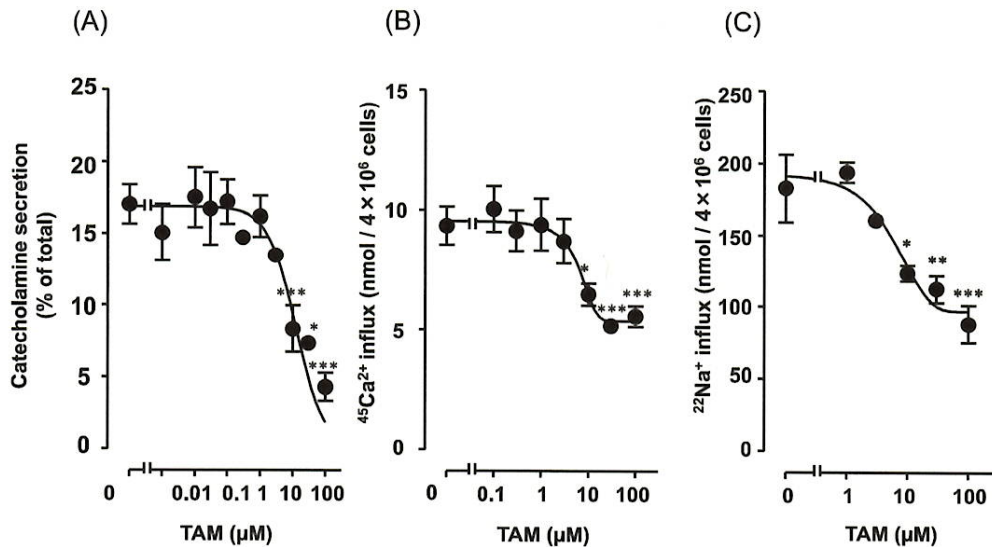 (A)
Catecholamine secretion
(% of total)
25
20
15
10
5
0
***
*
***
0 0.01 0.1 1 10 100
TAM (µM)
(B)
⁴⁵Ca²⁺ influx (nmol / 4 × 10⁶ cells)
15
10
5
0
*
***
***
0 0.1 1 10 100
TAM (µM)
(C)
²²Na⁺ influx (nmol / 4 × 10⁶ cells)
250
200
150
100
50
0
*
**
***
0 1 10 100
TAM (µM)